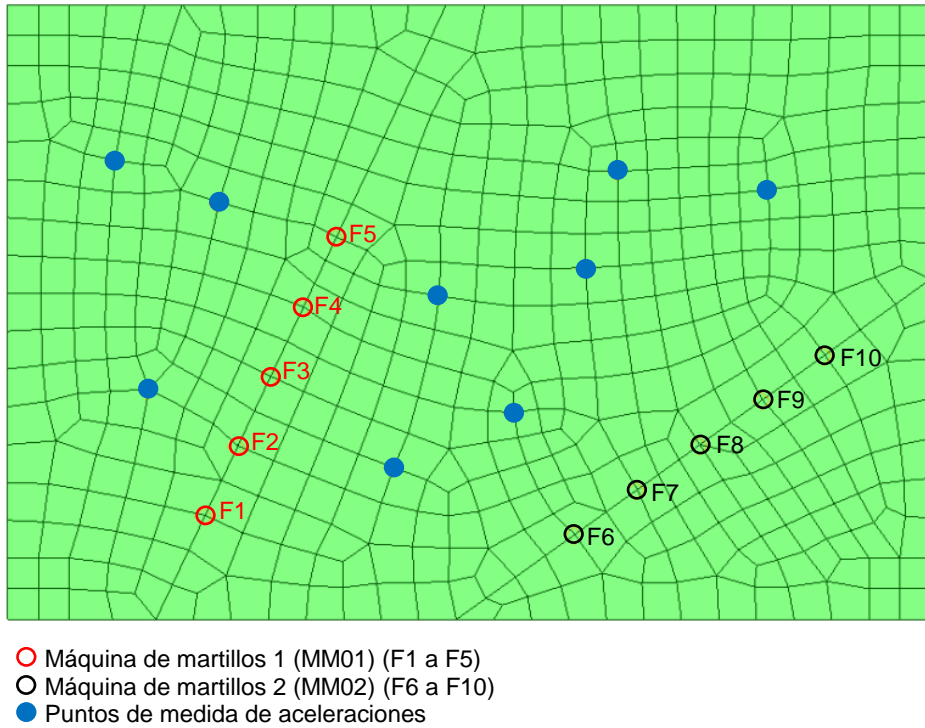 F5
F4
F3
F10
F9
F2
F8
F7
F1
F6
Máquina de martillos 1 (MM01) (F1 a F5)
Máquina de martillos 2 (MM02) (F6 a F10)
Puntos de medida de aceleraciones